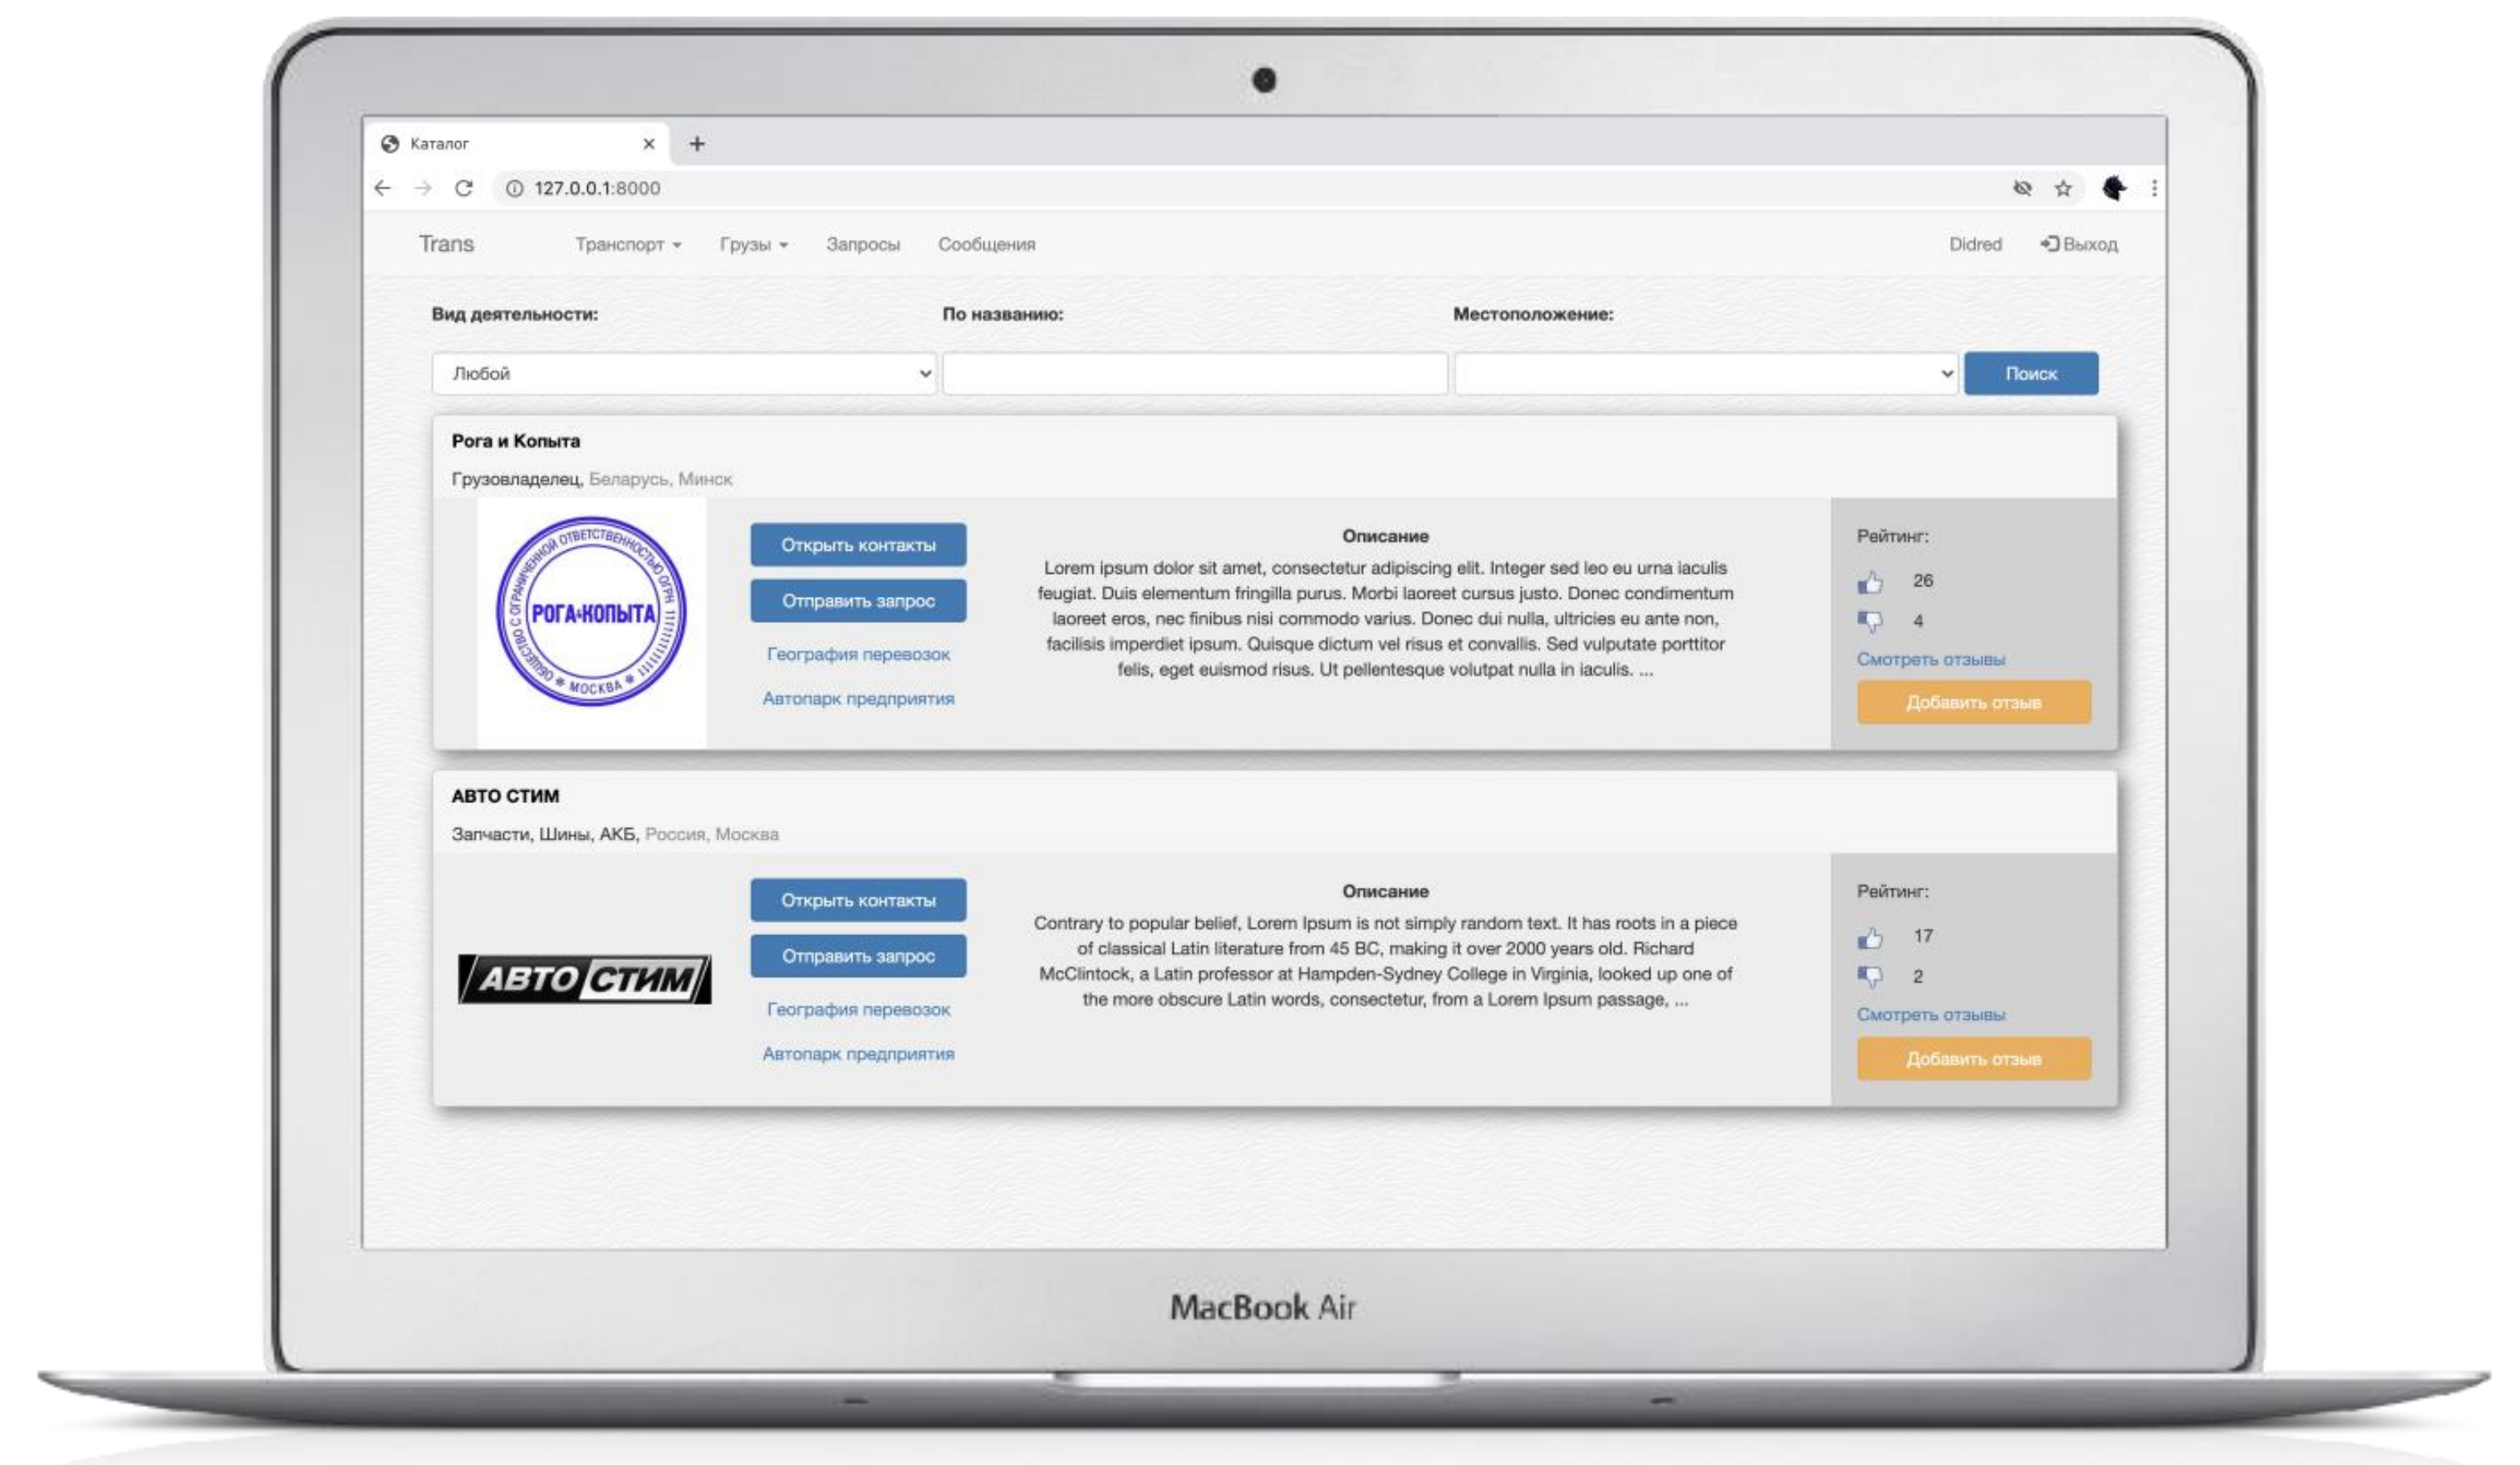 Каталог
127.0.0.1:8000
Trans Транспорт Грузы Запросы Сообщения Didred Выход
Вид деятельности: По названию: Местоположение:
Любой Поиск
Рога и Копыта
Грузовладелец, Беларусь, Минск
ОБЩЕСТВО С ОГРАНИЧЕННОЙ ОТВЕТСТВЕННОСТЬЮ ОГРН
МОСКВА
РОГА&КОПЫТА
Открыть контакты
Отправить запрос
География перевозок
Автопарк предприятия
Описание
Lorem ipsum dolor sit amet, consectetur adipiscing elit. Integer sed leo eu urna iaculis
feugiat. Duis elementum fringilla purus. Morbi laoreet cursus justo. Donec condimentum
laoreet eros, nec finibus nisi commodo varius. Donec dui nulla, ultricies eu ante non,
facilisis imperdiet ipsum. Quisque dictum vel risus et convallis. Sed vulputate porttitor
felis, eget euismod risus. Ut pellentesque volutpat nulla in iaculis. ...
Рейтинг:
26
4
Смотреть отзывы
Добавить отзыв
АВТО СТИМ
Запчасти, Шины, АКБ, Россия, Москва
АВТО СТИМ
Открыть контакты
Отправить запрос
География перевозок
Автопарк предприятия
Описание
Contrary to popular belief, Lorem Ipsum is not simply random text. It has roots in a piece
of classical Latin literature from 45 BC, making it over 2000 years old. Richard
McClintock, a Latin professor at Hampden-Sydney College in Virginia, looked up one of
the more obscure Latin words, consectetur, from a Lorem Ipsum passage, ...
Рейтинг:
17
2
Смотреть отзывы
Добавить отзыв
MacBook Air